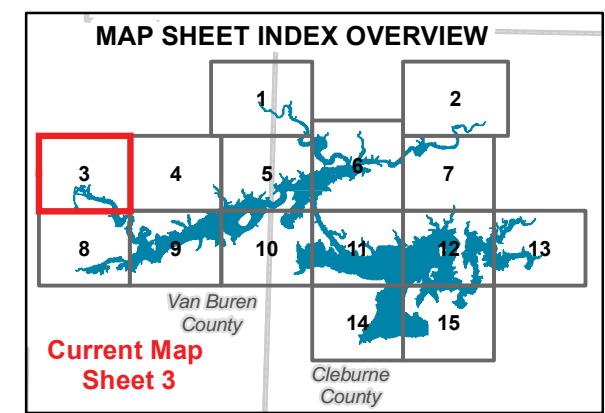 MAP SHEET INDEX OVERVIEW
1
2
3
4
5
6
7
8
9
10
11
12
13
Van Buren
County
14
15
Current Map
Sheet 3
Cleburne
County